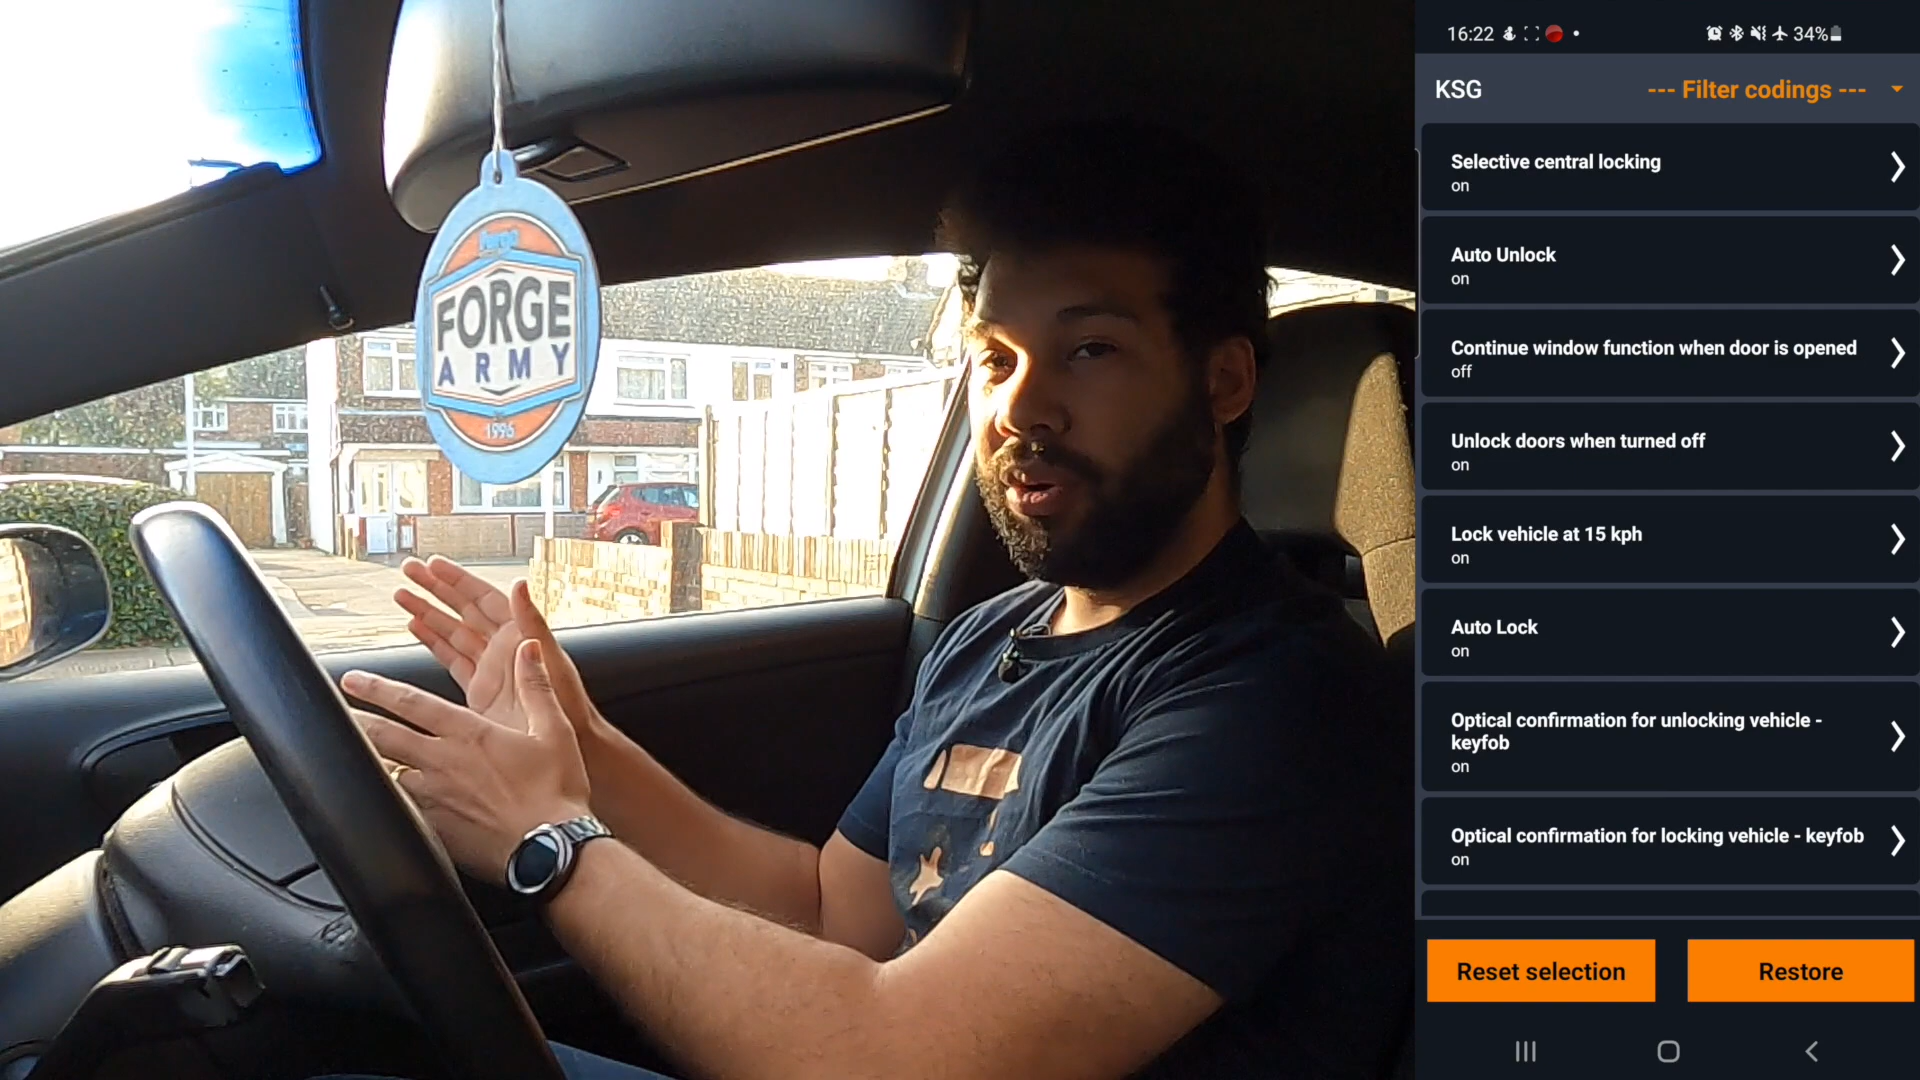 FORGE
ARMY
1996
16:22
34%
KSG
--- Filter codings ---
Selective central locking
on
Auto Unlock
on
Continue window function when door is opened
off
Unlock doors when turned off
on
Lock vehicle at 15 kph
on
Auto Lock
on
Optical confirmation for unlocking vehicle -
keyfob
on
Optical confirmation for locking vehicle - keyfob
on
Reset selection
Restore